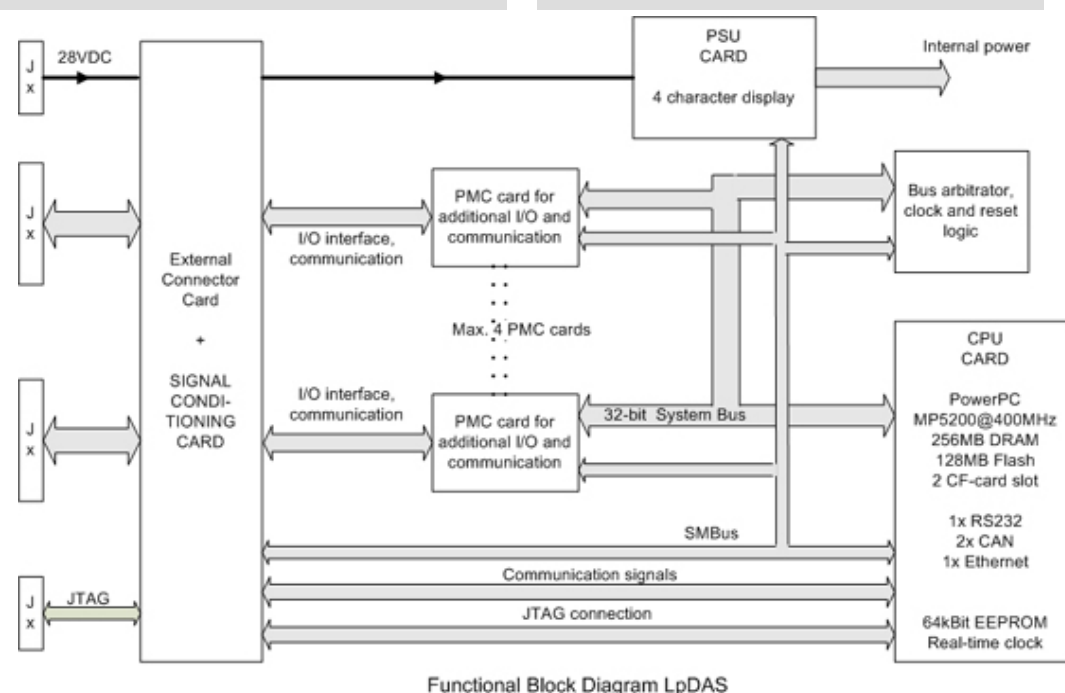 J
x
28VDC
PSU
CARD
4 character display
Internal power
J
x
External
Connector
Card
+
SIGNAL
CONDI-
TIONING
CARD
I/O interface,
communication
PMC card for
additional I/O and
communication
Bus arbitrator,
clock and reset
logic
Max. 4 PMC cards
J
x
I/O interface,
communication
PMC card for
additional I/O and
communication
32-bit System Bus
CPU
CARD
PowerPC
MP5200@400MHz
256MB DRAM
128MB Flash
2 CF-card slot
1x RS232
2x CAN
1x Ethernet
64kBit EEPROM
Real-time clock
SMBus
Communication signals
J
x
JTAG
JTAG connection
Functional Block Diagram LpDAS